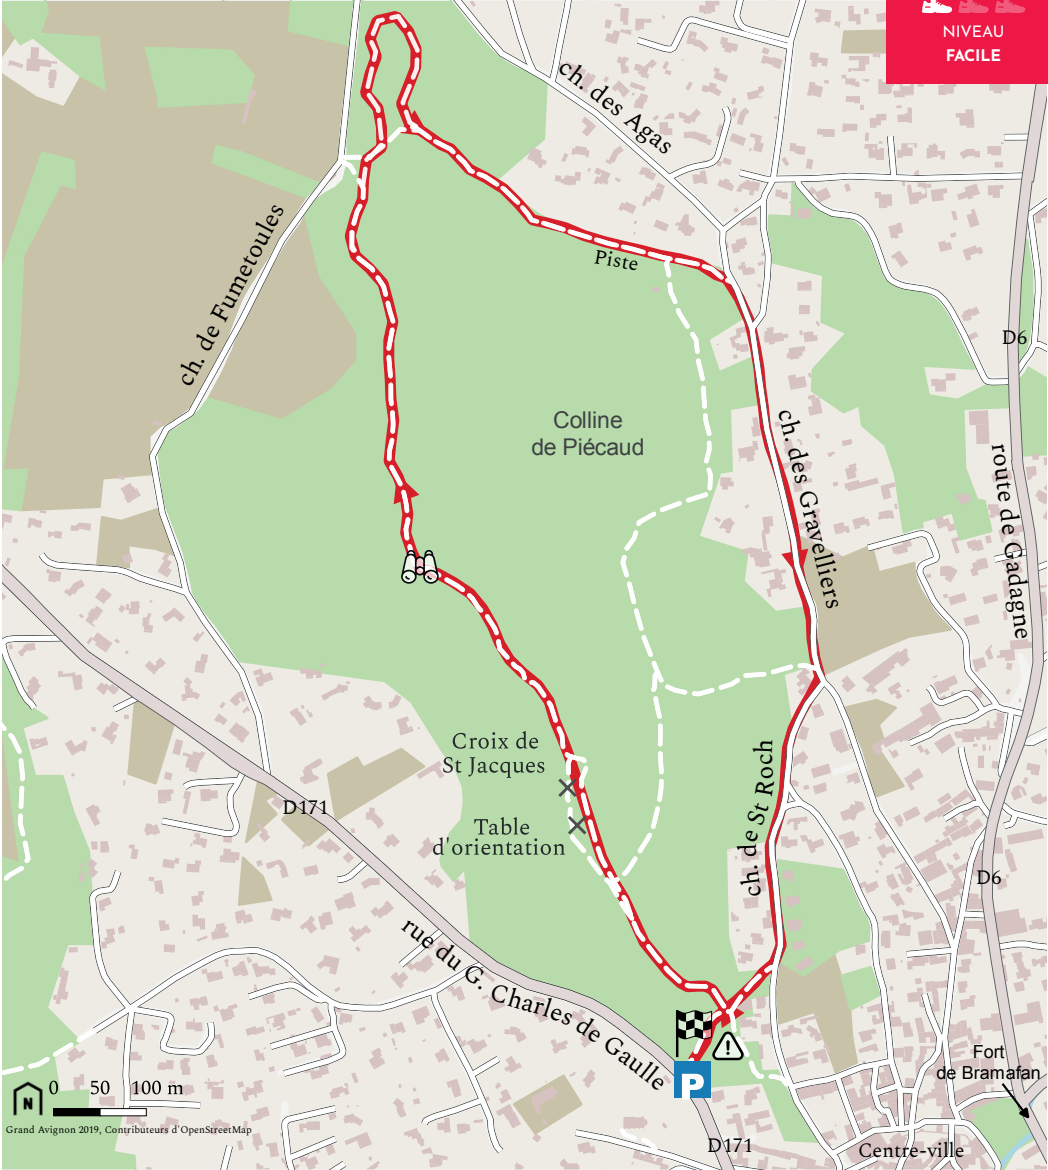 NIVEAU
FACILE
ch. des Agas
ch. de Fumetoules
Piste
D6
Colline
de Piécaud
ch. des Gravelliers
route de Gadagne
Croix de
St Jacques
D171
Table
d'orientation
ch. de St Roch
D6
rue du G. Charles de Gaulle
!
P
Fort
de Bramafan
N
0 50 100 m
Grand Avignon 2019, Contributeurs d'OpenStreetMap
D171
Centre-ville